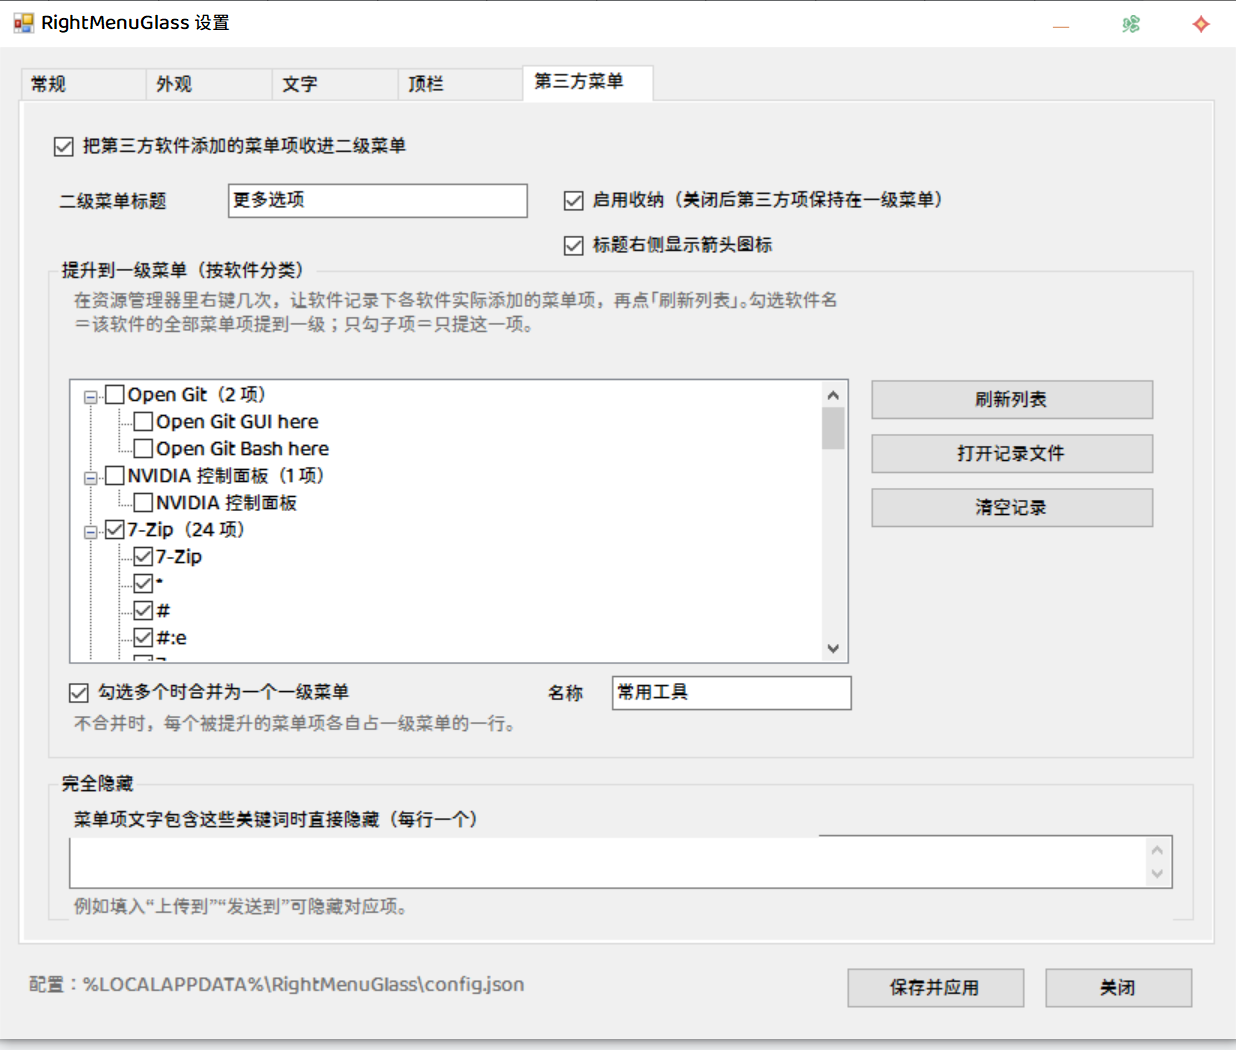 RightMenuGlass 设置
常规
外观
文字
顶栏
第三方菜单
把第三方软件添加的菜单项收进二级菜单
二级菜单标题
更多选项
启用收纳（关闭后第三方项保持在一级菜单）
标题右侧显示箭头图标
提升到一级菜单（按软件分类）
在资源管理器里右键几次，让软件记录下各软件实际添加的菜单项，再点「刷新列表」。勾选软件名
＝该软件的全部菜单项提到一级；只勾子项＝只提这一项。
Open Git（2 项）
Open Git GUI here
Open Git Bash here
NVIDIA 控制面板（1 项）
NVIDIA 控制面板
7-Zip（24 项）
7-Zip
*
#
#:e
刷新列表
打开记录文件
清空记录
勾选多个时合并为一个一级菜单
名称
常用工具
不合并时，每个被提升的菜单项各自占一级菜单的一行。
完全隐藏
菜单项文字包含这些关键词时直接隐藏（每行一个）
例如填入“上传到”“发送到”可隐藏对应项。
配置：%LOCALAPPDATA%\RightMenuGlass\config.json
保存并应用
关闭